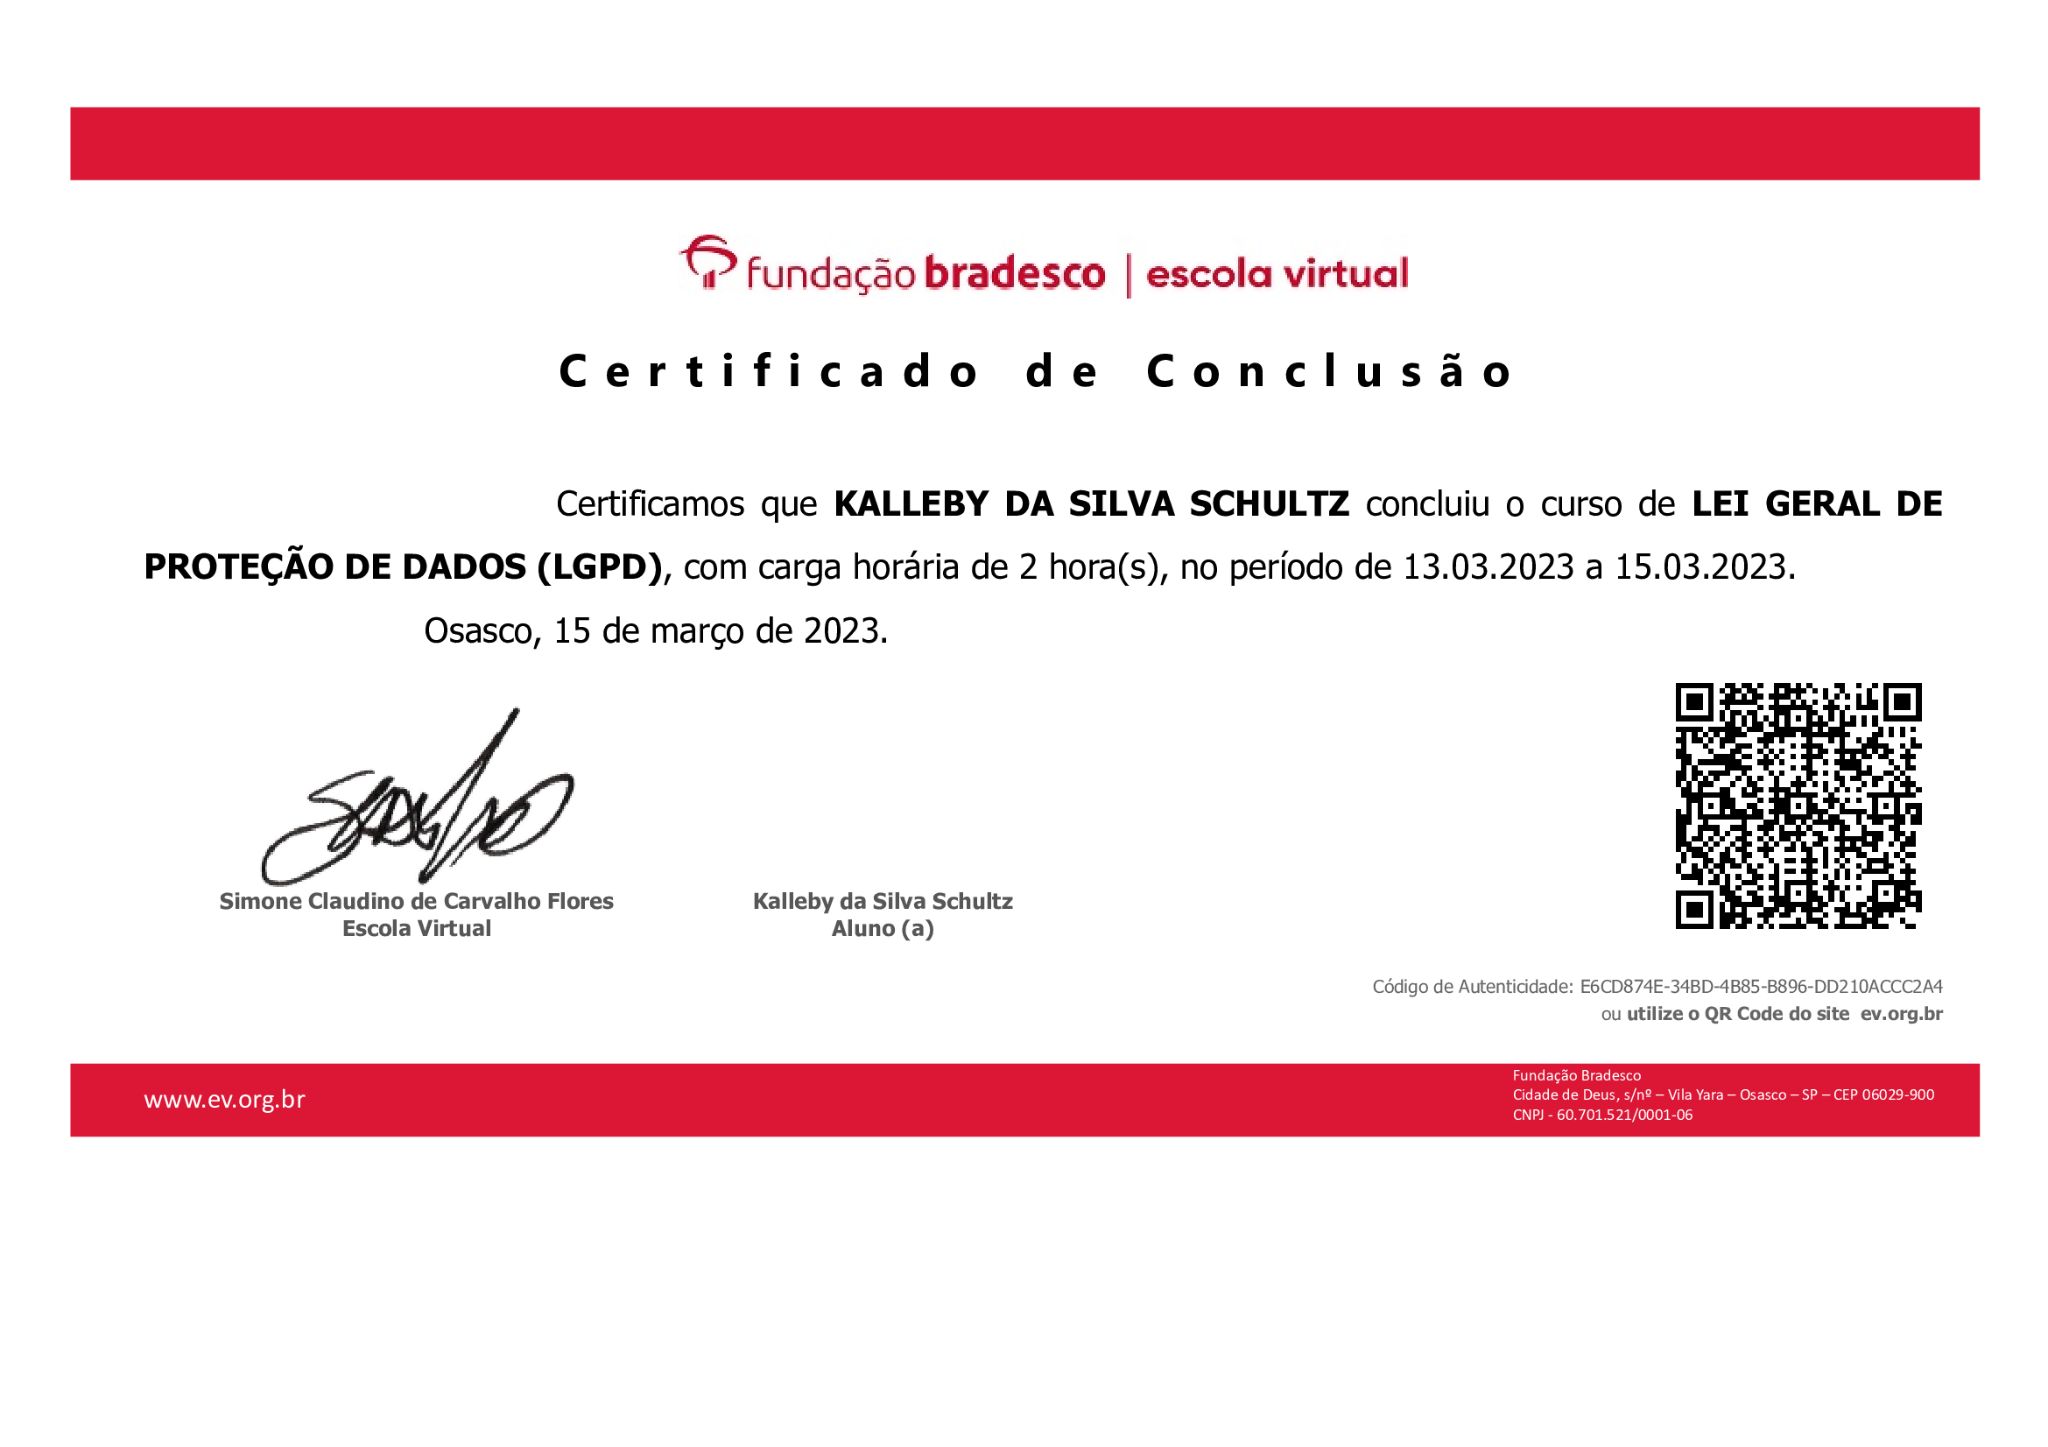 fundação bradesco | escola virtual
Certificado de Conclusão
Certificamos que KALLEBY DA SILVA SCHULTZ concluiu o curso de LEI GERAL DE
PROTEÇÃO DE DADOS (LGPD), com carga horária de 2 hora(s), no período de 13.03.2023 a 15.03.2023.
Osasco, 15 de março de 2023.
Simone Claudino de Carvalho Flores
Escola Virtual
Kalleby da Silva Schultz
Aluno (a)
Código de Autenticidade: E6CD874E-34BD-4B85-B896-DD210ACCC2A4
ou utilize o QR Code do site ev.org.br
www.ev.org.br
Fundação Bradesco
Cidade de Deus, s/nº – Vila Yara – Osasco – SP – CEP 06029-900
CNPJ - 60.701.521/0001-06